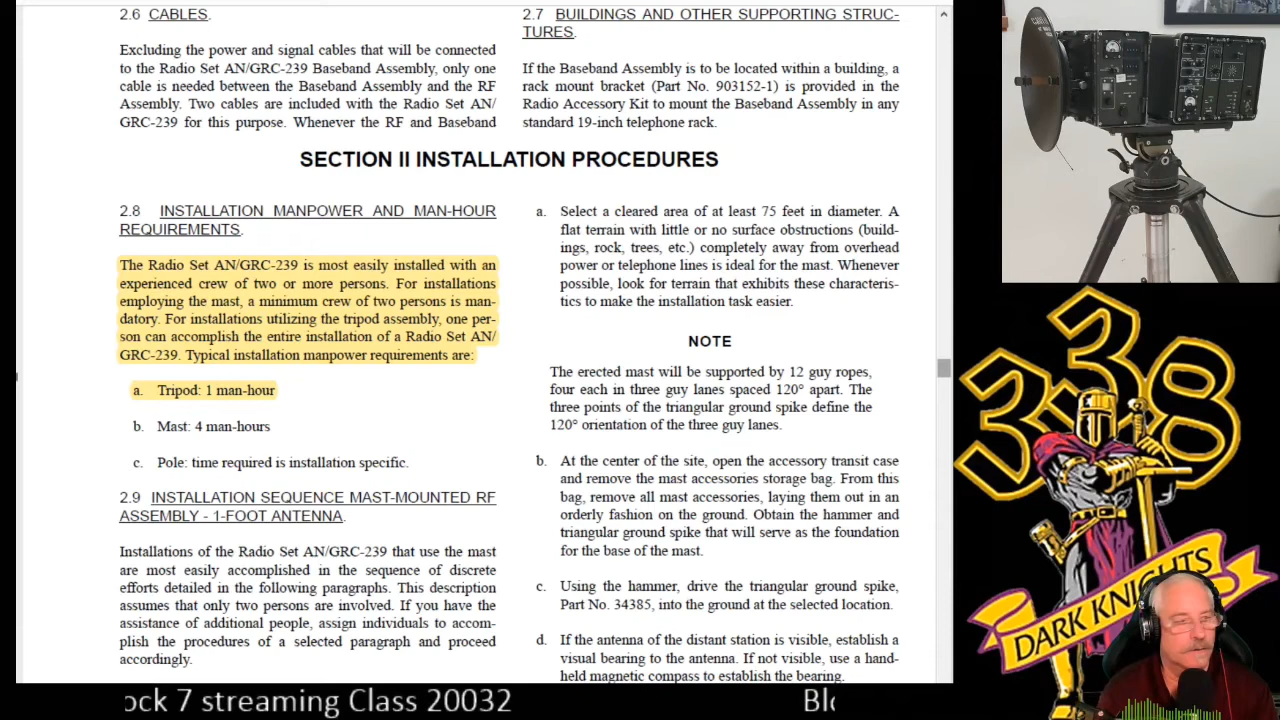 2.6 CABLES.
Excluding the power and signal cables that will be connected
to the Radio Set AN/GRC-239 Baseband Assembly, only one
cable is needed between the Baseband Assembly and the RF
Assembly. Two cables are included with the Radio Set AN/
GRC-239 for this purpose. Whenever the RF and Baseband
2.7 BUILDINGS AND OTHER SUPPORTING STRUC-
TURES.
If the Baseband Assembly is to be located within a building, a
rack mount bracket (Part No. 903152-1) is provided in the
Radio Accessory Kit to mount the Baseband Assembly in any
standard 19-inch telephone rack.
SECTION II INSTALLATION PROCEDURES
2.8 INSTALLATION MANPOWER AND MAN-HOUR
REQUIREMENTS.
The Radio Set AN/GRC-239 is most easily installed with an
experienced crew of two or more persons. For installations
employing the mast, a minimum crew of two persons is man-
datory. For installations utilizing the tripod assembly, one per-
son can accomplish the entire installation of a Radio Set AN/
GRC-239. Typical installation manpower requirements are:
a. Tripod: 1 man-hour
b. Mast: 4 man-hours
c. Pole: time required is installation specific.
2.9 INSTALLATION SEQUENCE MAST-MOUNTED RF
ASSEMBLY - 1-FOOT ANTENNA.
Installations of the Radio Set AN/GRC-239 that use the mast
are most easily accomplished in the sequence of discrete
efforts detailed in the following paragraphs. This description
assumes that only two persons are involved. If you have the
assistance of additional people, assign individuals to accom-
plish the procedures of a selected paragraph and proceed
accordingly.
a. Select a cleared area of at least 75 feet in diameter. A
flat terrain with little or no surface obstructions (build-
ings, rock, trees, etc.) completely away from overhead
power or telephone lines is ideal for the mast. Whenever
possible, look for terrain that exhibits these characteris-
tics to make the installation task easier.
NOTE
The erected mast will be supported by 12 guy ropes,
four each in three guy lanes spaced 120° apart. The
three points of the triangular ground spike define the
120° orientation of the three guy lanes.
b. At the center of the site, open the accessory transit case
and remove the mast accessories storage bag. From this
bag, remove all mast accessories, laying them out in an
orderly fashion on the ground. Obtain the hammer and
triangular ground spike that will serve as the foundation
for the base of the mast.
c. Using the hammer, drive the triangular ground spike,
Part No. 34385, into the ground at the selected location.
d. If the antenna of the distant station is visible, establish a
visual bearing to the antenna. If not visible, use a hand-
held magnetic compass to establish the bearing.
338
DARK KNIGHTS
ock 7 streaming Class 20032
Blo